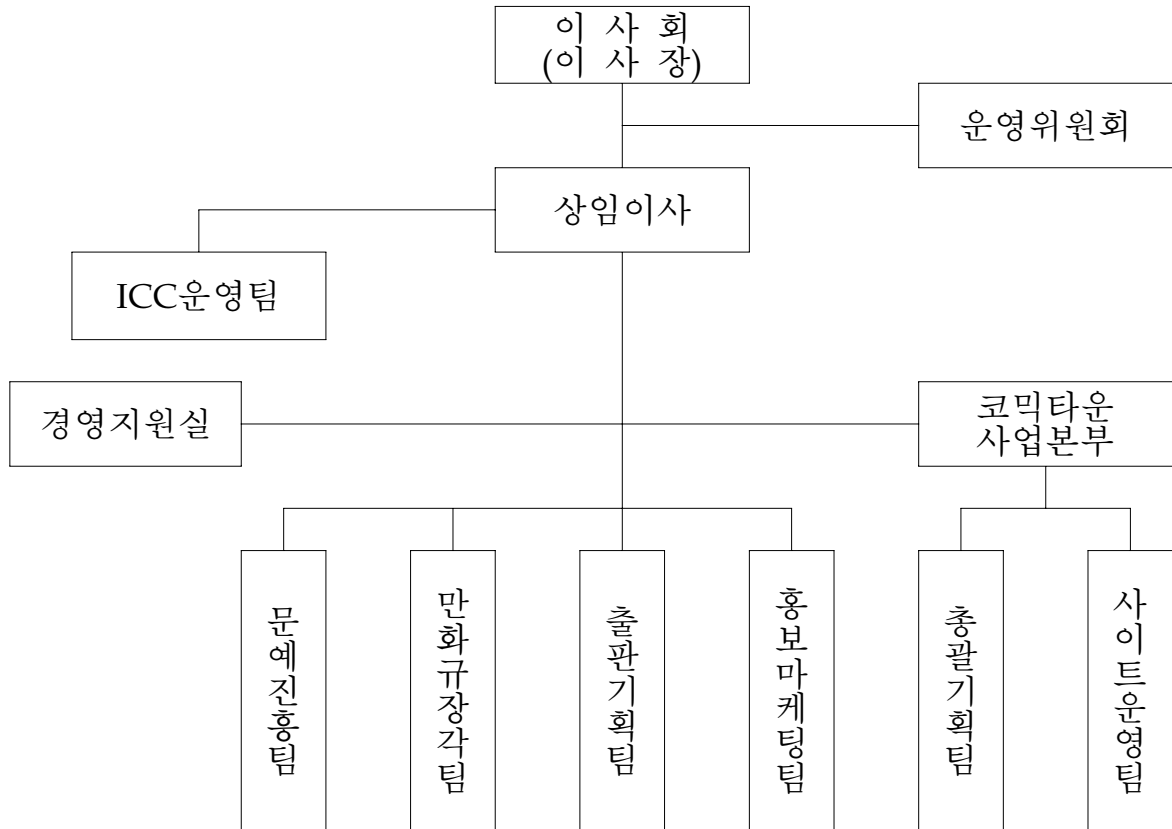 이 사 회
(이 사 장)
운영위원회
상임이사
ICC운영팀
경영지원실
코믹타운
사업본부
문예진흥팀
만화규장각팀
출판기획팀
홍보마케팅팀
총괄기획팀
사이트운영팀